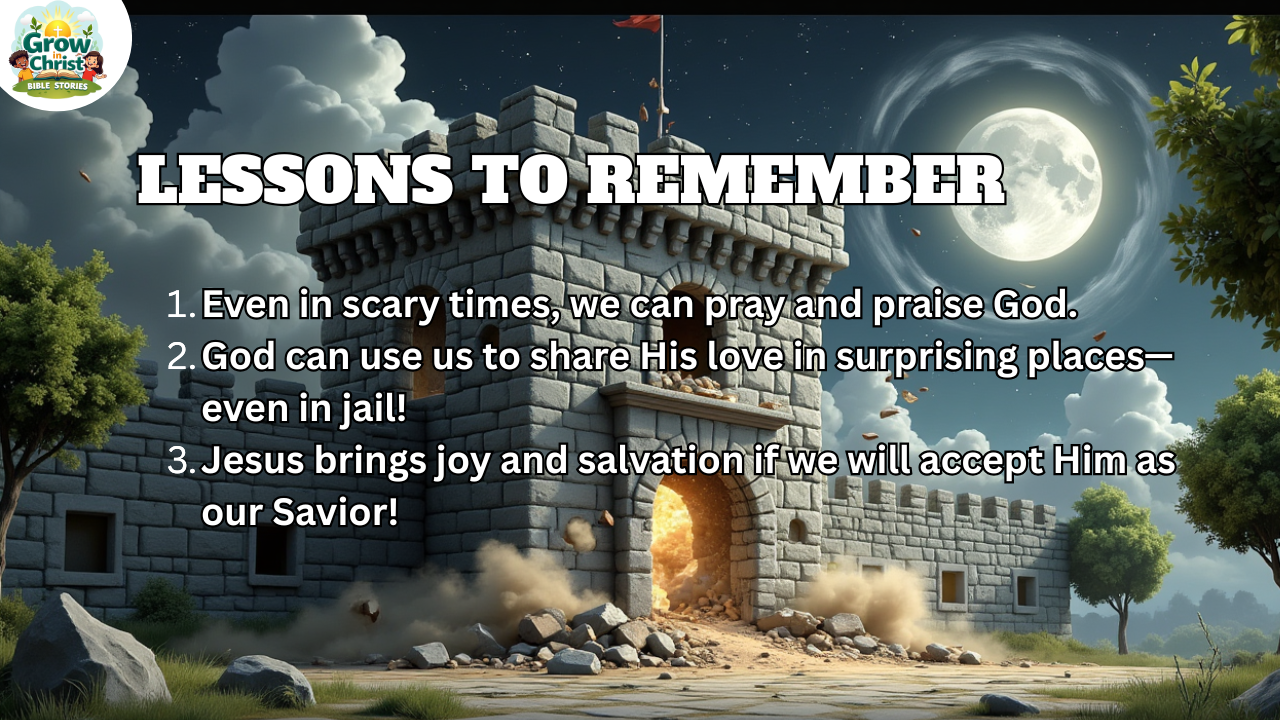 Grow
in
Christ
BIBLE STORIES
LESSONS TO REMEMBER
1. Even in scary times, we can pray and praise God.
2. God can use us to share His love in surprising places—
even in jail!
3. Jesus brings joy and salvation if we will accept Him as
our Savior!